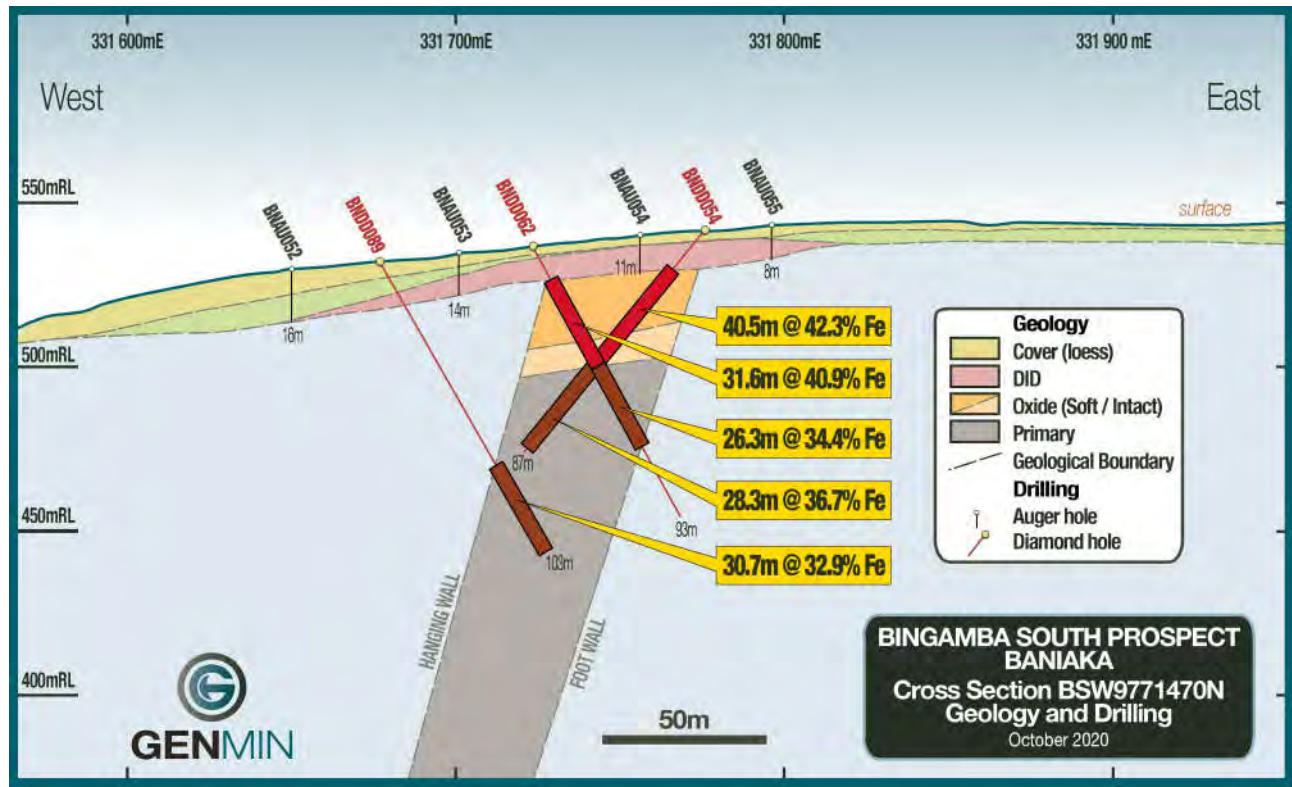 331 600mE
331 700mE
331 800mE
331 900 mE
West
East
550mRL
BNAU052
BNDD089
BNAU053
BNDD062
BNAU054
BNDD054
BNAU055
surface
11m
8m
14m
500mRL
40.5m @ 42.3% Fe
31.6m @ 40.9% Fe
26.3m @ 34.4% Fe
28.3m @ 36.7% Fe
30.7m @ 32.9% Fe
87m
93m
103m
Geology
Cover (loess)
DID
Oxide (Soft / Intact)
Primary
Geological Boundary
Drilling
Auger hole
Diamond hole
450mRL
HANGING WALL
FOOT WALL
400mRL
50m
GENMIN
BINGAMBA SOUTH PROSPECT
BANIAKA
Cross Section BSW9771470N
Geology and Drilling
October 2020